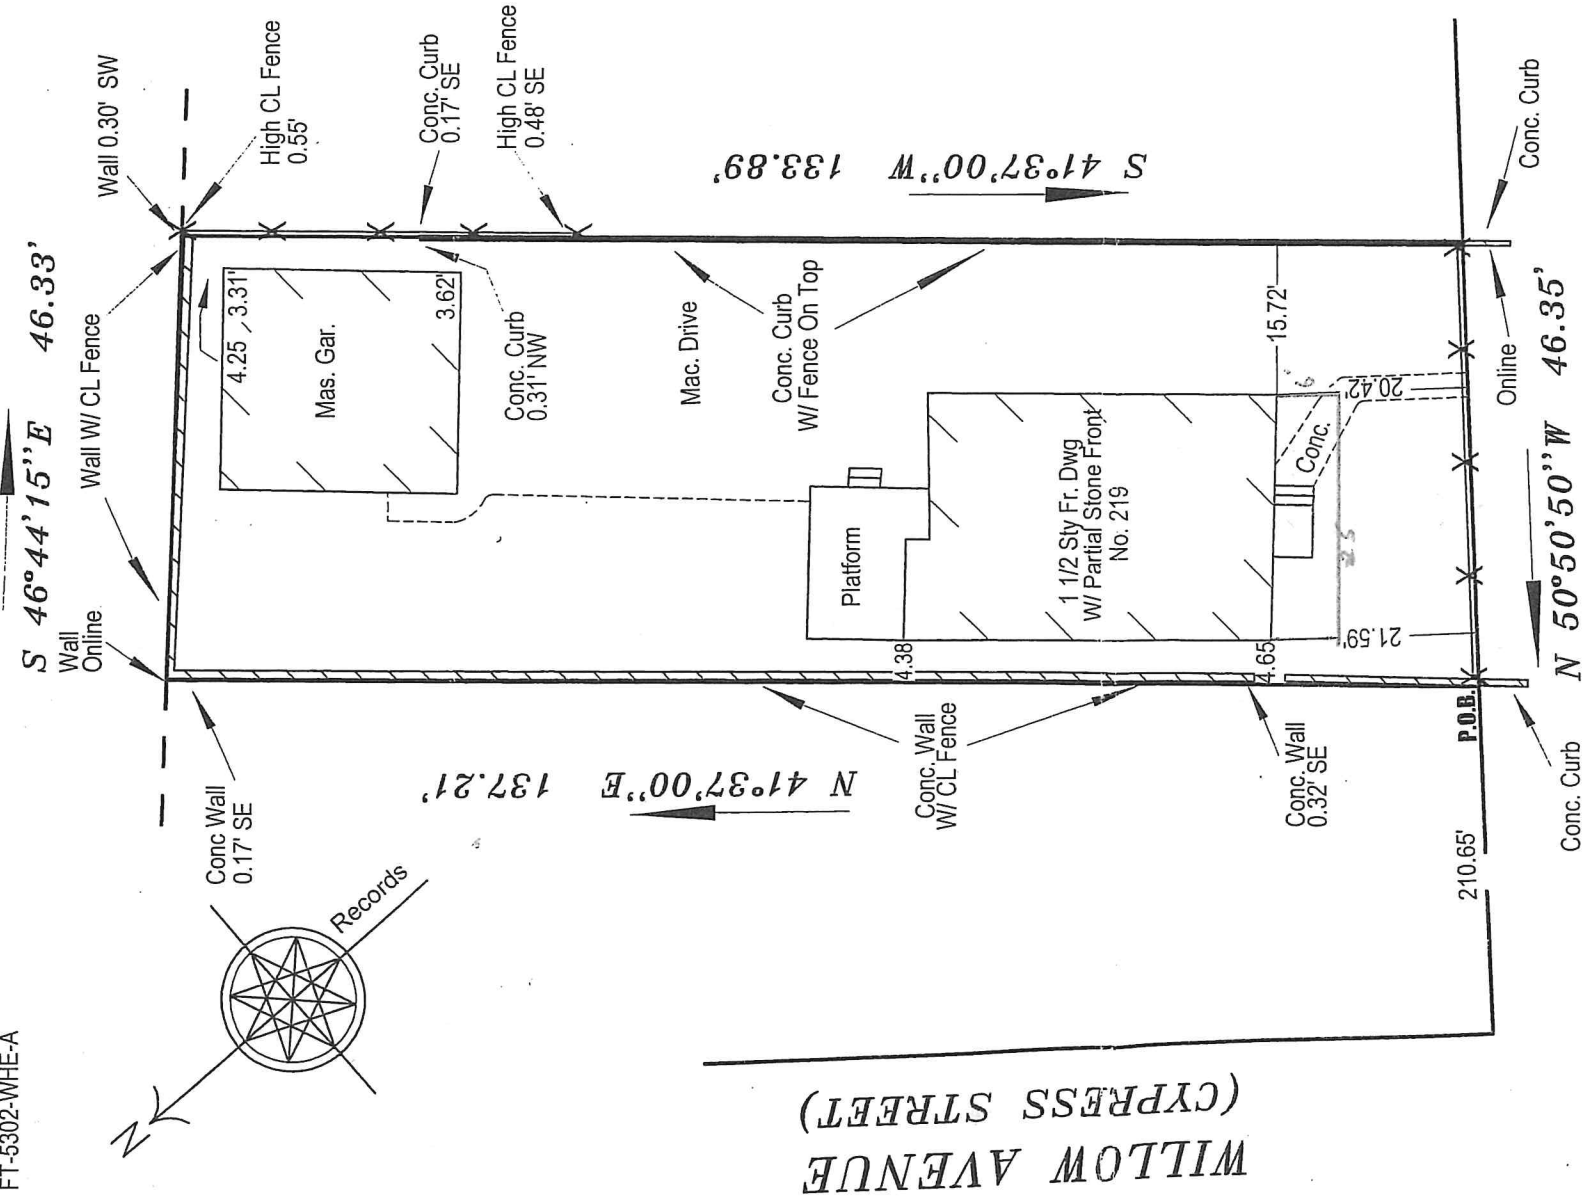 FT-5302-WHE-A
S 46°44'15"E 46.33'
Wall 0.30' SW
High CL Fence
0.55'
Conc. Curb
0.17' SE
High CL Fence
0.48' SE
Wall W/ CL Fence
Wall
Online
Conc Wall
0.17' SE
4.25
3.31'
Mas. Gar.
3.62'
Conc. Curb
0.31' NW
S 41°37'00"W 133.89'
Mac. Drive
Conc. Curb
W/ Fence On Top
15.72'
Platform
1 1/2 Sty Fr. Dwg
W/ Partial Stone Front
No. 219
Conc.
6'
20.42'
25
21.59'
4.38
4.65
N 41°37'00"E 137.21'
Conc. Wall
W/ CL Fence
Conc. Wall
0.32' SE
P.O.B.
210.65'
Conc. Curb
N 50°50'50"W 46.35'
Online
Conc. Curb
Records
N
WILLOW AVENUE
(CYPRESS STREET)